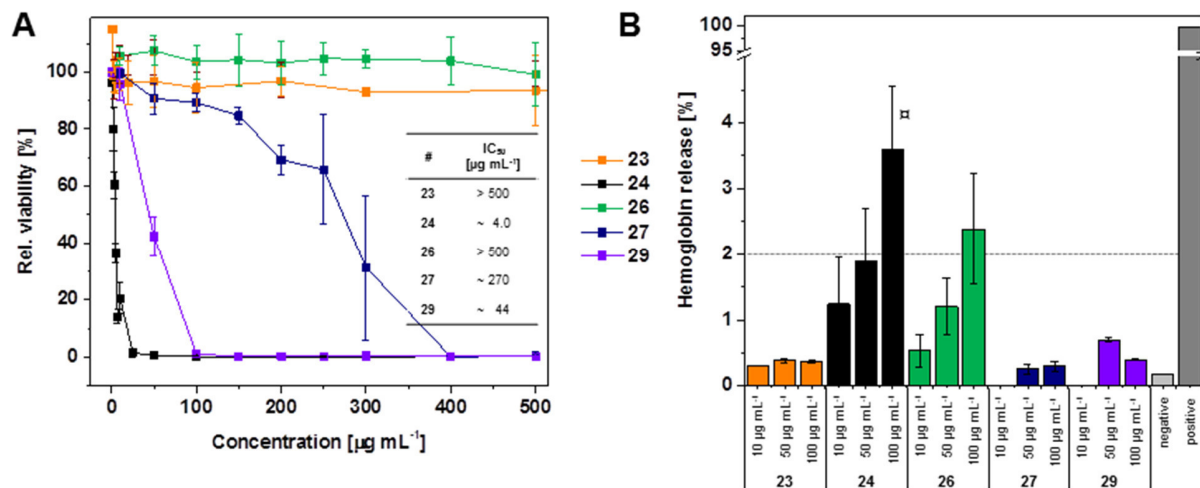 A
Rel. viability [%]
100
80
60
40
20
0
0 100 200 300 400 500
Concentration [µg mL⁻¹]
# IC₅₀
[µg mL⁻¹]
23 > 500
24 ~ 4.0
26 > 500
27 ~ 270
29 ~ 44
23
24
26
27
29
B
Hemoglobin release [%]
100
95
4
3
2
1
0
¤
10 µg mL⁻¹ 50 µg mL⁻¹ 100 µg mL⁻¹ 10 µg mL⁻¹ 50 µg mL⁻¹ 100 µg mL⁻¹ 10 µg mL⁻¹ 50 µg mL⁻¹ 100 µg mL⁻¹ 10 µg mL⁻¹ 50 µg mL⁻¹ 100 µg mL⁻¹ 10 µg mL⁻¹ 50 µg mL⁻¹ 100 µg mL⁻¹ negative positive
23 24 26 27 29